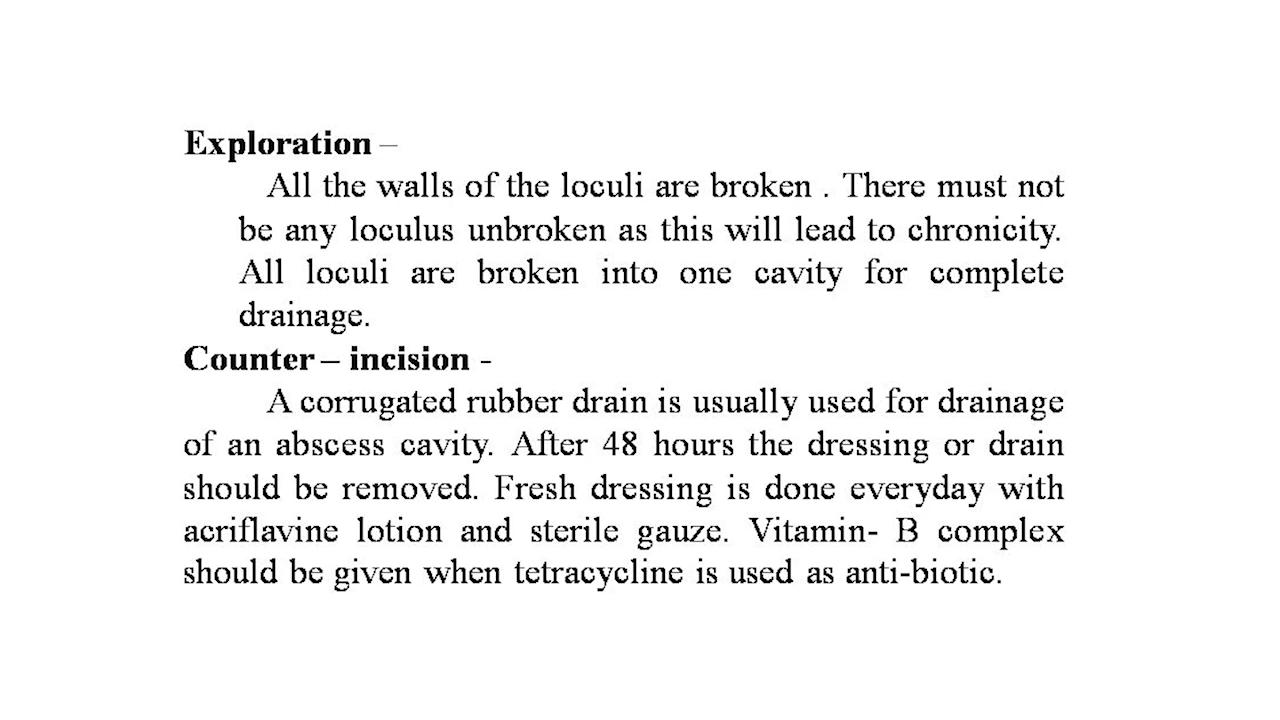 Exploration –
All the walls of the loculi are broken . There must not
be any loculus unbroken as this will lead to chronicity.
All loculi are broken into one cavity for complete
drainage.
Counter – incision -
A corrugated rubber drain is usually used for drainage
of an abscess cavity. After 48 hours the dressing or drain
should be removed. Fresh dressing is done everyday with
acriflavine lotion and sterile gauze. Vitamin- B complex
should be given when tetracycline is used as anti-biotic.